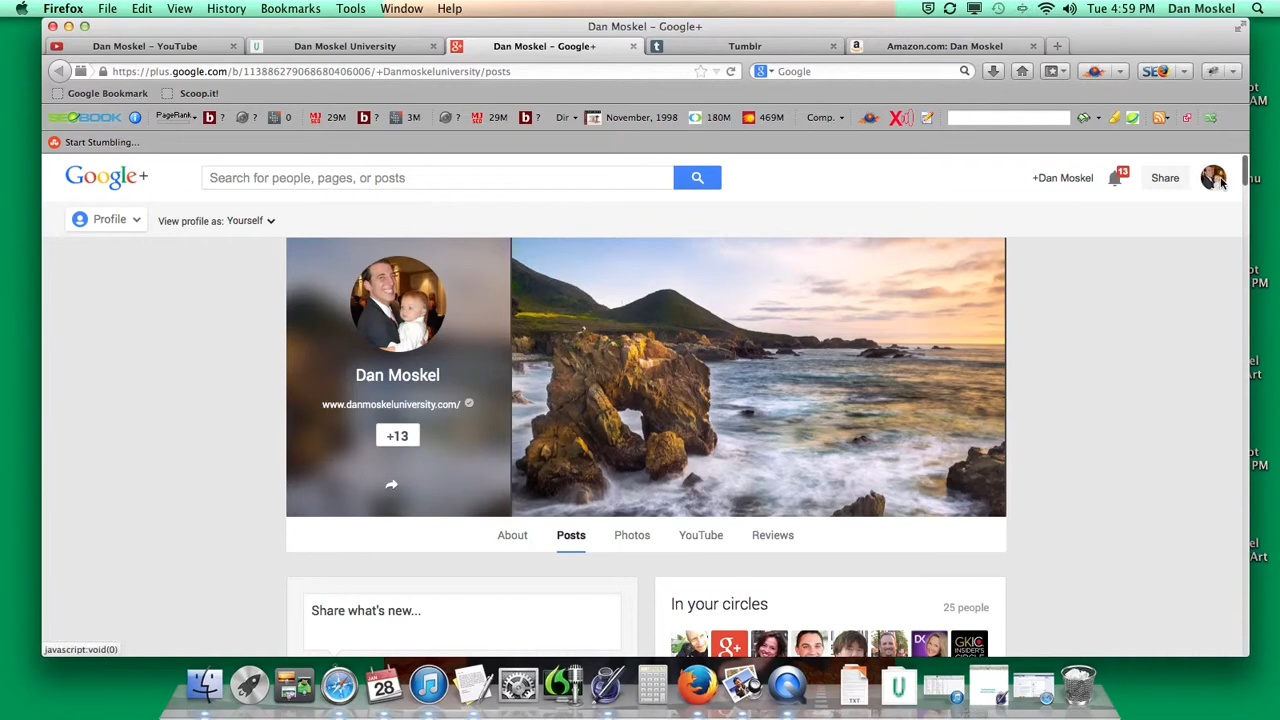 Firefox File Edit View History Bookmarks Tools Window Help Tue 4:59 PM Dan Moskel
Dan Moskel – Google+
Dan Moskel – YouTube Dan Moskel University Dan Moskel – Google+ Tumblr Amazon.com: Dan Moskel
https://plus.google.com/b/113886279068680406006/+Danmoskeluniversity/posts Google
Google Bookmark Scoop.it!
SEOBOOK PageRank ? ? 0 29M ? 3M ? 29M Dir November, 1998 180M 469M Comp.
Start Stumbling...
Google+ Search for people, pages, or posts +Dan Moskel 13 Share
Profile View profile as: Yourself
Dan Moskel
www.danmoskeluniversity.com/
+13
About Posts Photos YouTube Reviews
Share what's new...
In your circles 25 people
javascript:void(0)
JAN
28
TXT